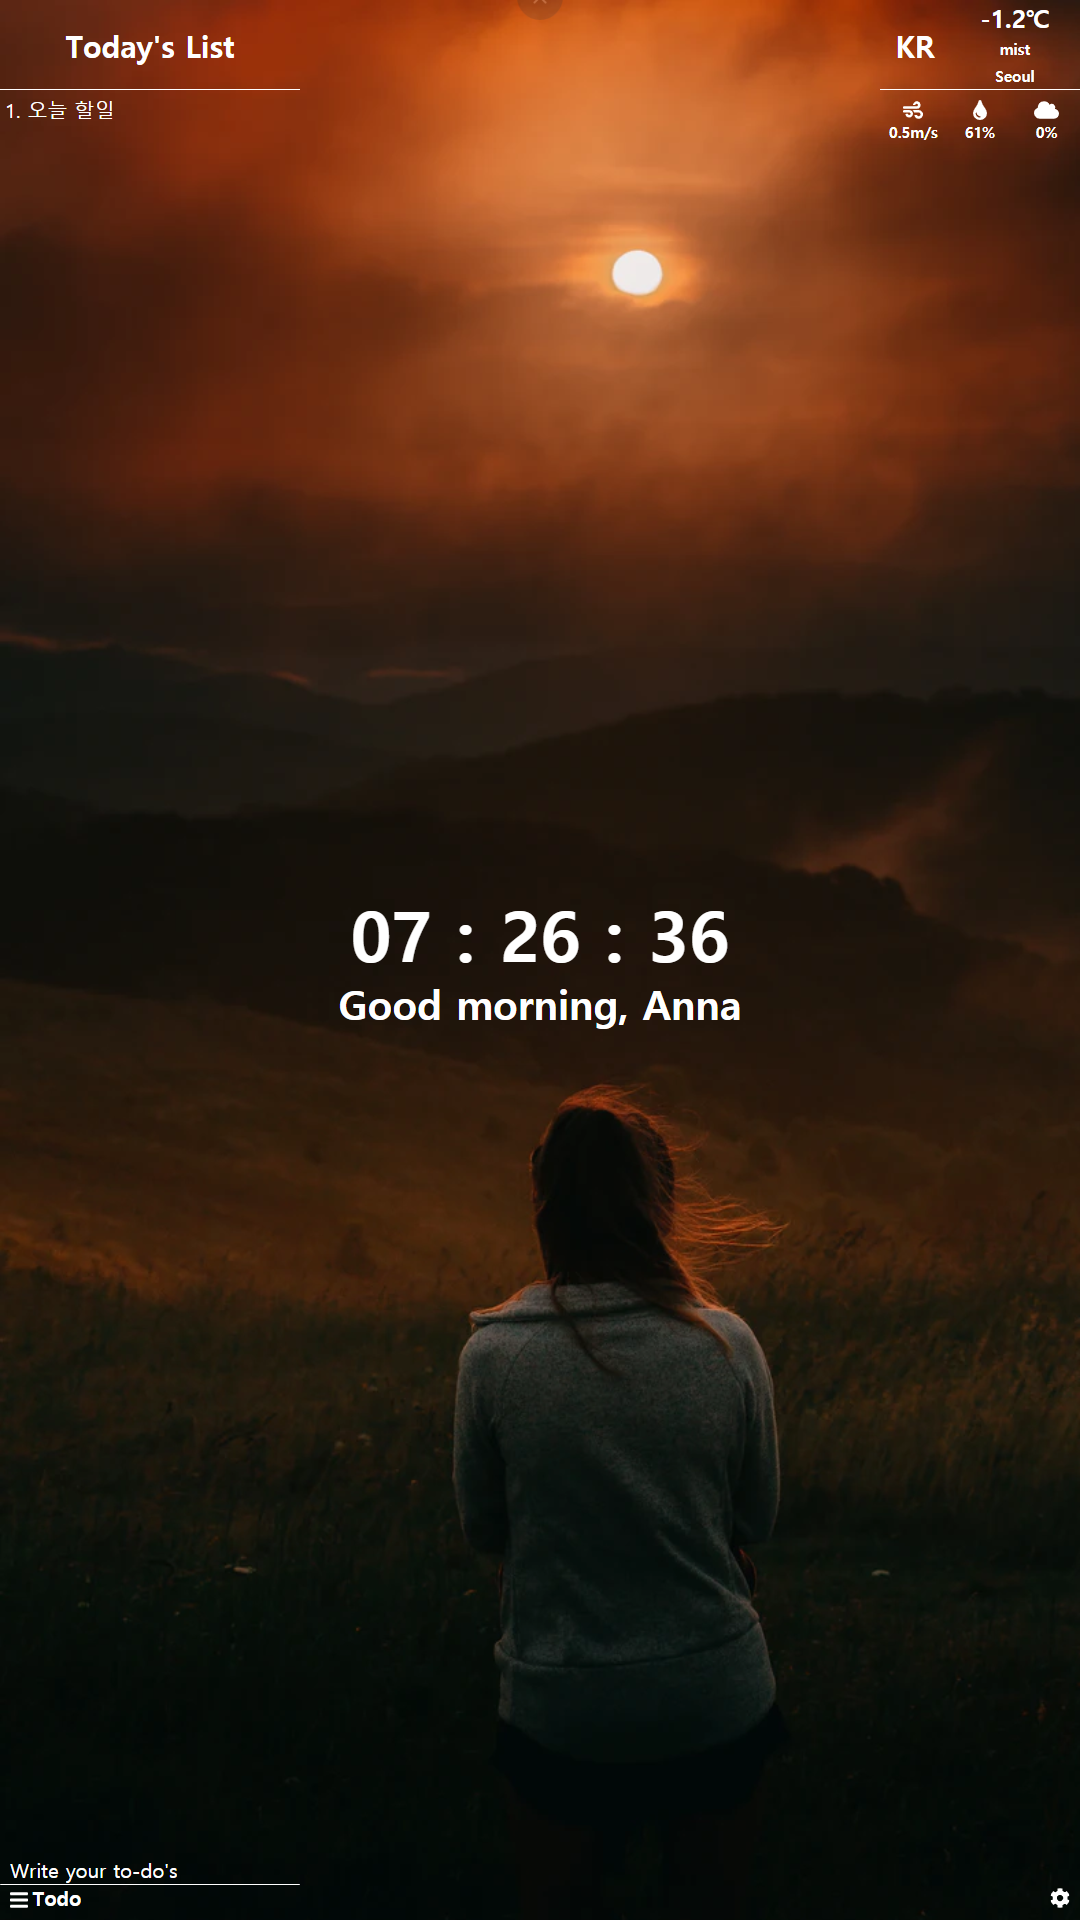 Today's List
1. 오늘 할일
KR
-1.2℃
mist
Seoul
0.5m/s
61%
0%
07 : 26 : 36
Good morning, Anna
Write your to-do's
Todo